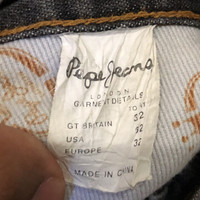 Pepe Jeans
LONDON
GARMENT DETAILS
TO FIT
GT BRITAIN 32
USA 32
EUROPE 32
MADE IN CHINA